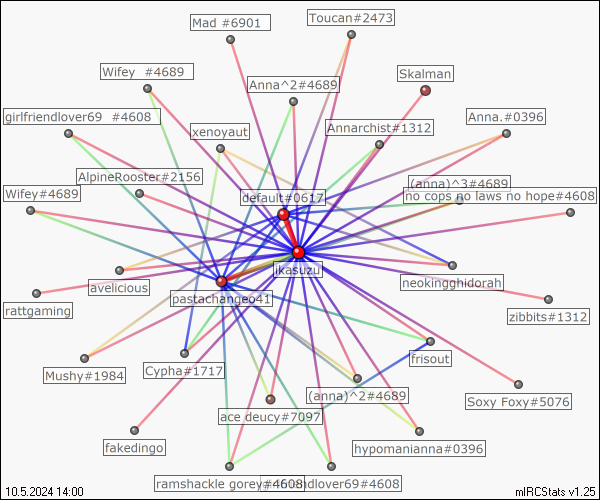 Mad #6901
Toucan#2473
Wifey  #4689
Skalman
Anna^2#4689
girlfriendlover69  #4608
xenoyaut
Annarchist#1312
Anna.#0396
AlpineRooster#2156
(anna)^3#4689
Wifey#4689
default#0617
no cops no laws no hope#4608
ikasuzu
avelicious
pastachangeo41
neokingghidorah
rattgaming
zibbits#1312
Mushy#1984
Cypha#1717
frisout
ace deucy#7097
(anna)^2#4689
Soxy Foxy#5076
fakedingo
hypomanianna#0396
ramshackle gorey#4608
lover69#4608
10.5.2024 14:00
mIRCStats v1.25